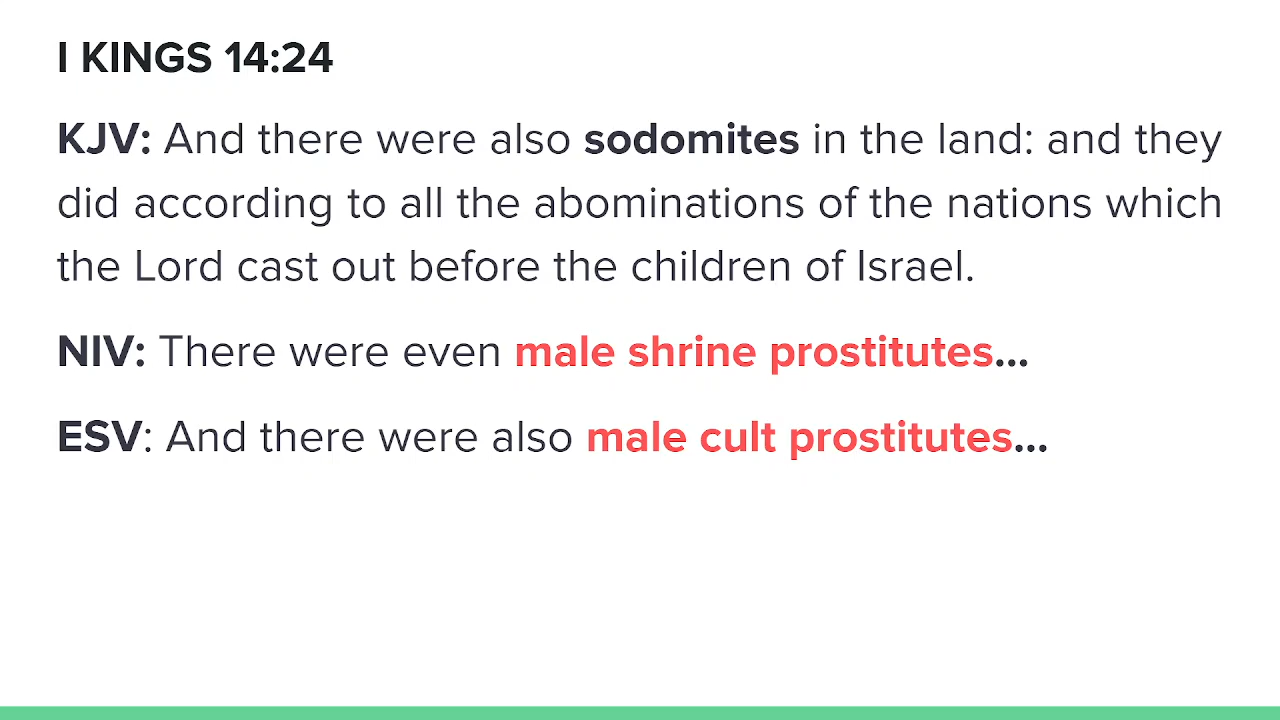 I KINGS 14:24
KJV: And there were also sodomites in the land: and they
did according to all the abominations of the nations which
the Lord cast out before the children of Israel.
NIV: There were even male shrine prostitutes...
ESV: And there were also male cult prostitutes...